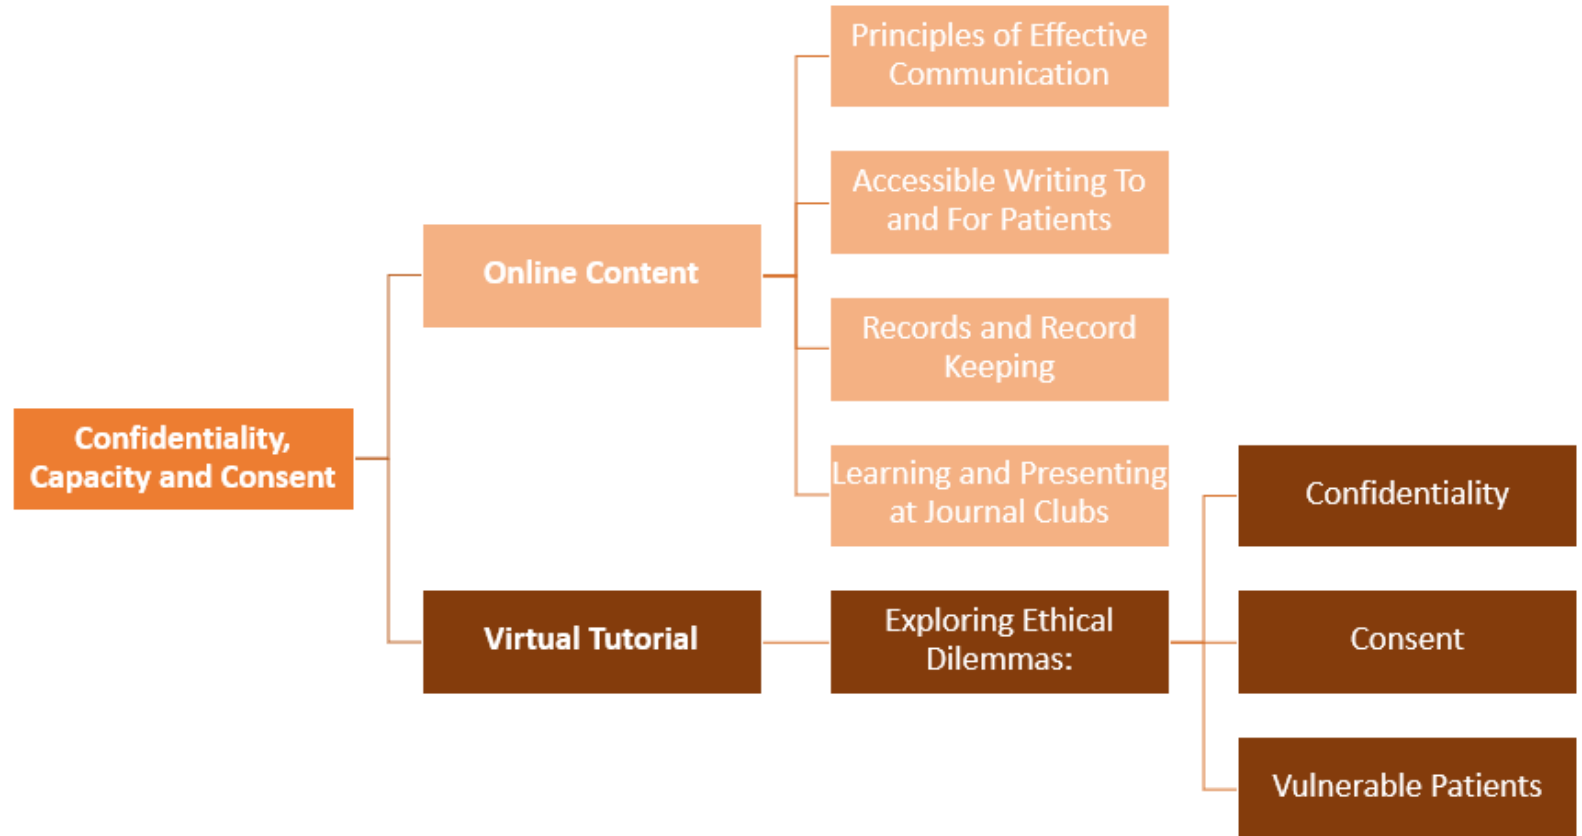 Confidentiality,
Capacity and Consent
Online Content
Principles of Effective
Communication
Accessible Writing To
and For Patients
Records and Record
Keeping
Learning and Presenting
at Journal Clubs
Virtual Tutorial
Exploring Ethical
Dilemmas:
Confidentiality
Consent
Vulnerable Patients